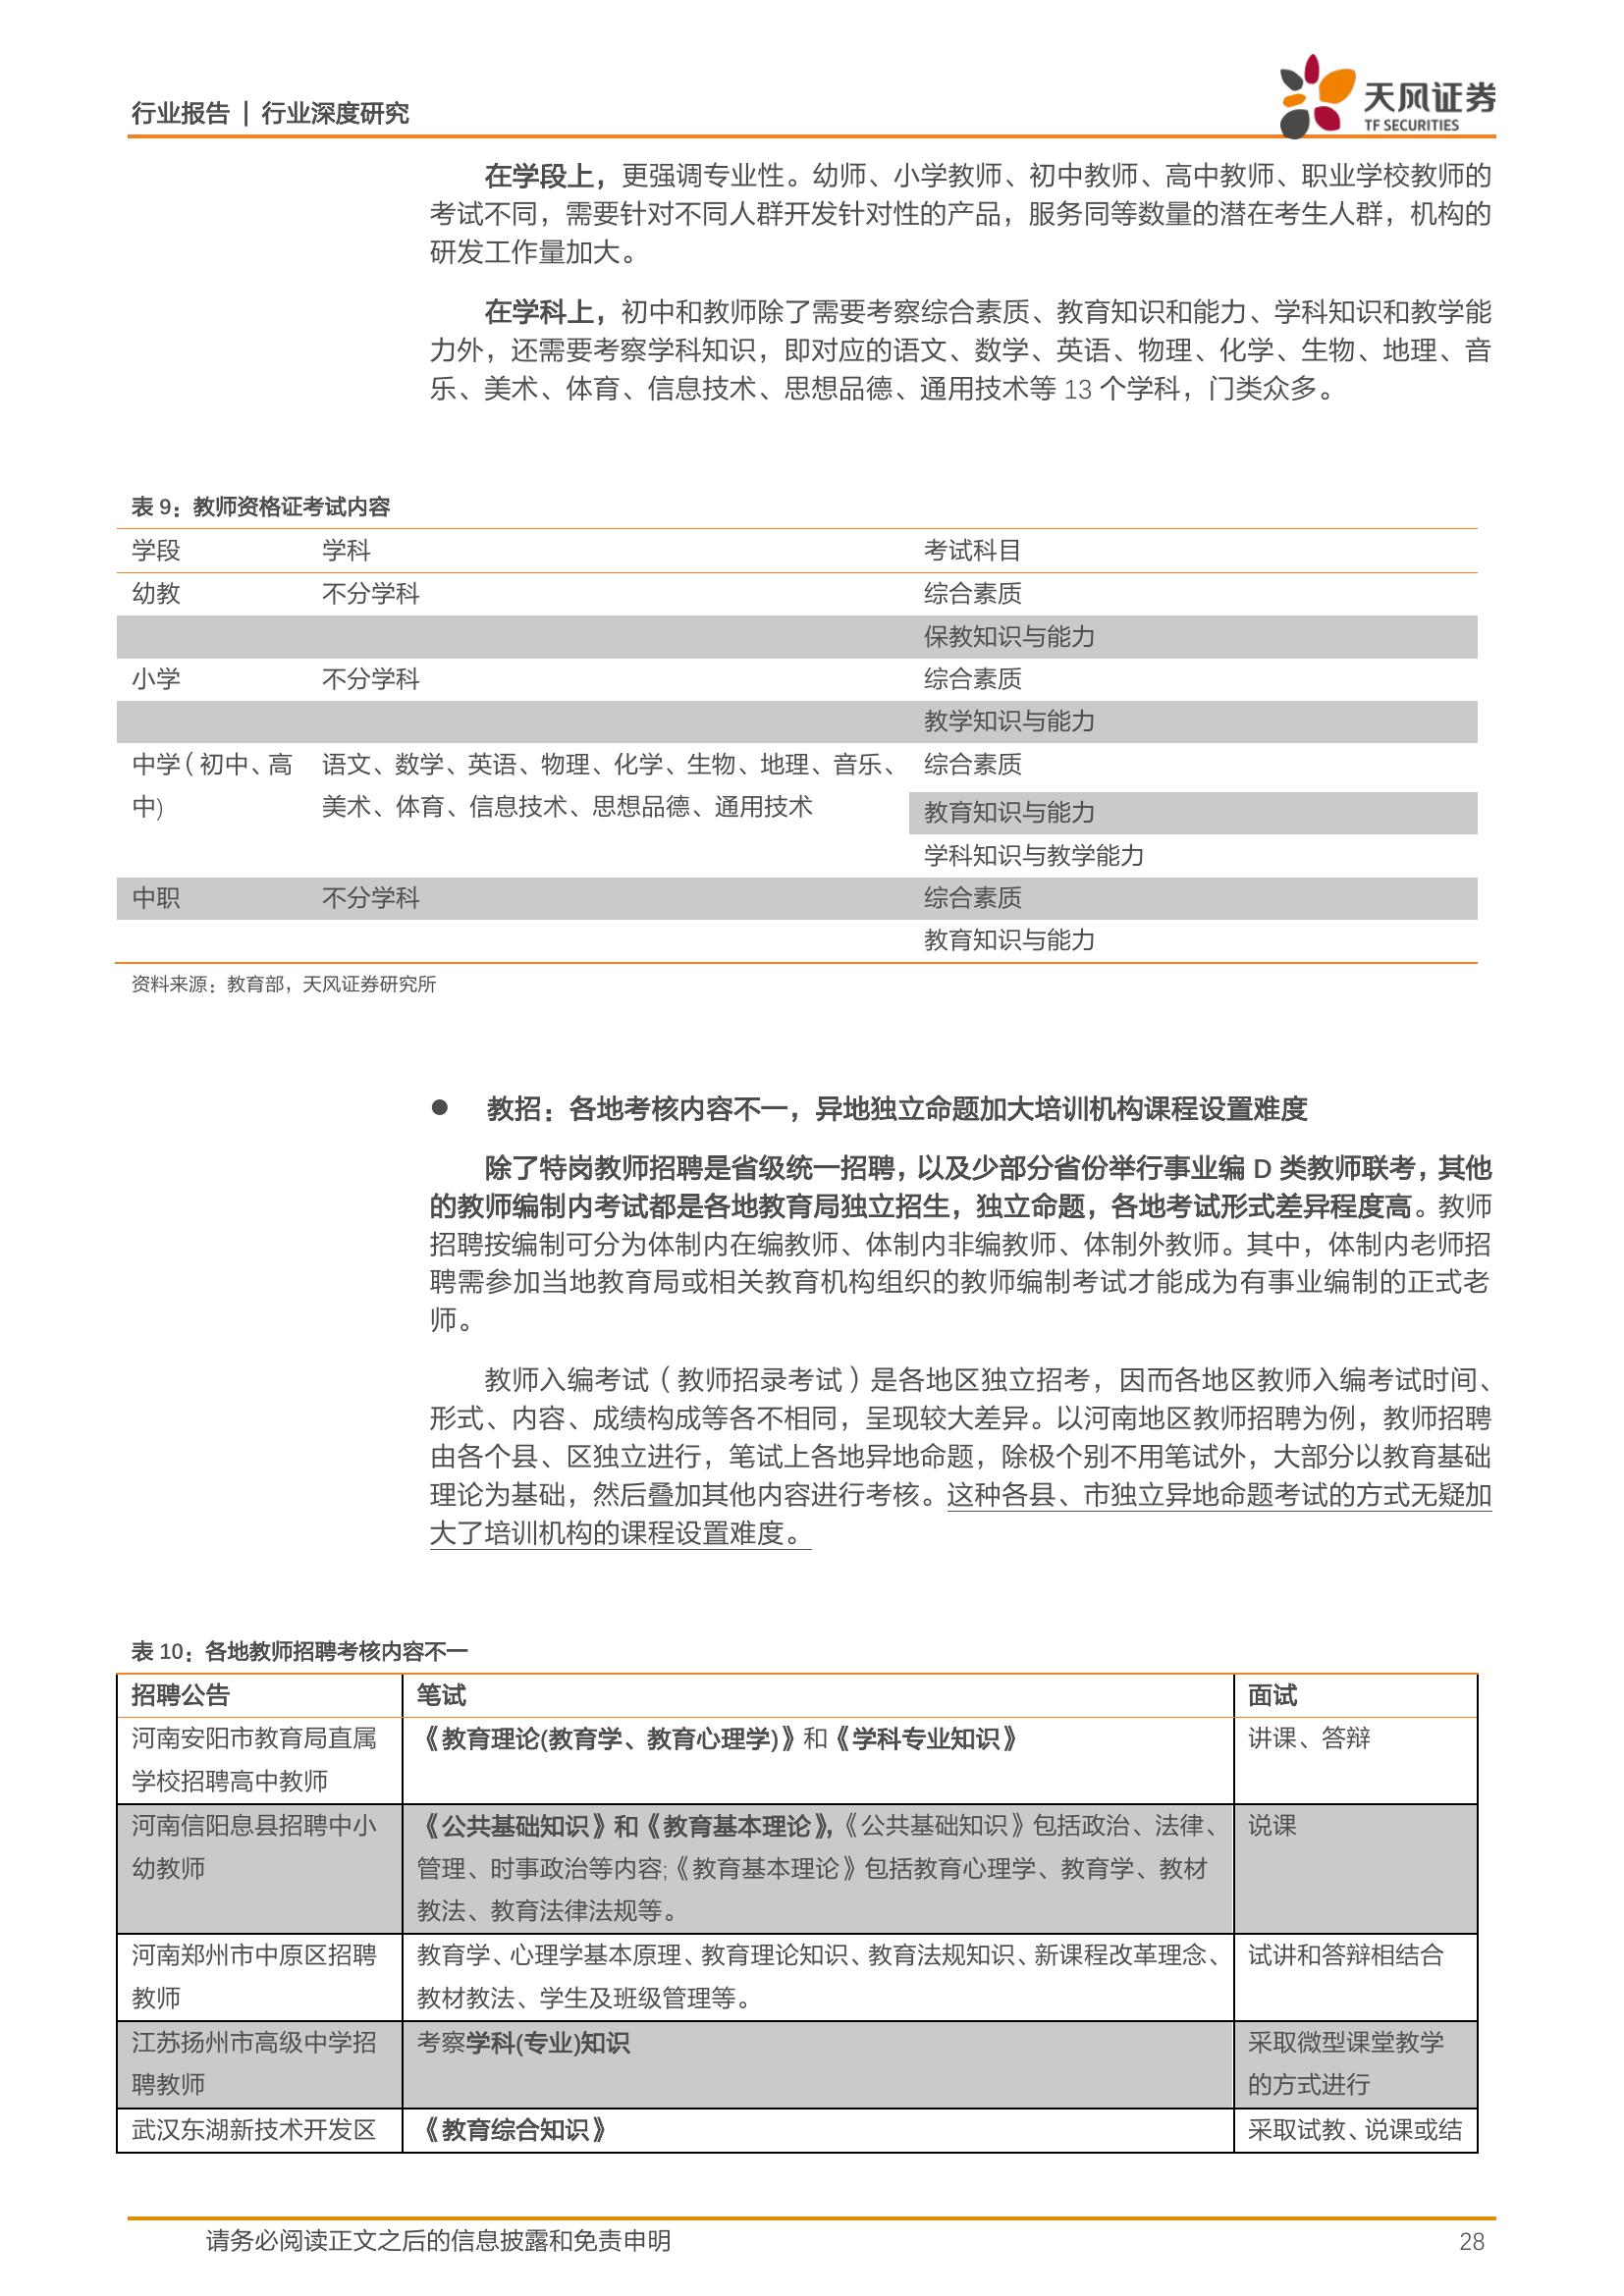 行业报告 | 行业深度研究
天风证券
TF SECURITIES
在学段上，更强调专业性。幼师、小学教师、初中教师、高中教师、职业学校教师的
考试不同，需要针对不同人群开发针对性的产品，服务同等数量的潜在考生人群，机构的
研发工作量加大。
在学科上，初中和教师除了需要考察综合素质、教育知识和能力、学科知识和教学能
力外，还需要考察学科知识，即对应的语文、数学、英语、物理、化学、生物、地理、音
乐、美术、体育、信息技术、思想品德、通用技术等 13 个学科，门类众多。
表 9：教师资格证考试内容
学段 学科 考试科目
幼教 不分学科 综合素质
保教知识与能力
小学 不分学科 综合素质
教学知识与能力
中学（初中、高 语文、数学、英语、物理、化学、生物、地理、音乐、 综合素质
中) 美术、体育、信息技术、思想品德、通用技术
教育知识与能力
学科知识与教学能力
中职 不分学科 综合素质
教育知识与能力
资料来源：教育部，天风证券研究所
● 教招：各地考核内容不一，异地独立命题加大培训机构课程设置难度
除了特岗教师招聘是省级统一招聘，以及少部分省份举行事业编 D 类教师联考，其他
的教师编制内考试都是各地教育局独立招生，独立命题，各地考试形式差异程度高。教师
招聘按编制可分为体制内在编教师、体制内非编教师、体制外教师。其中，体制内老师招
聘需参加当地教育局或相关教育机构组织的教师编制考试才能成为有事业编制的正式老
师。
教师入编考试（教师招录考试）是各地区独立招考，因而各地区教师入编考试时间、
形式、内容、成绩构成等各不相同，呈现较大差异。以河南地区教师招聘为例，教师招聘
由各个县、区独立进行，笔试上各地异地命题，除极个别不用笔试外，大部分以教育基础
理论为基础，然后叠加其他内容进行考核。这种各县、市独立异地命题考试的方式无疑加
大了培训机构的课程设置难度。
表 10：各地教师招聘考核内容不一
招聘公告 笔试 面试
河南安阳市教育局直属 《教育理论(教育学、教育心理学)》和《学科专业知识》 讲课、答辩
学校招聘高中教师
河南信阳息县招聘中小 《公共基础知识》和《教育基本理论》，《公共基础知识》包括政治、法律、 说课
幼教师 管理、时事政治等内容;《教育基本理论》包括教育心理学、教育学、教材
教法、教育法律法规等。
河南郑州市中原区招聘 教育学、心理学基本原理、教育理论知识、教育法规知识、新课程改革理念、 试讲和答辩相结合
教师 教材教法、学生及班级管理等。
江苏扬州市高级中学招 考察学科(专业)知识 采取微型课堂教学
聘教师 的方式进行
武汉东湖新技术开发区 《教育综合知识》 采取试教、说课或结
请务必阅读正文之后的信息披露和免责申明 28